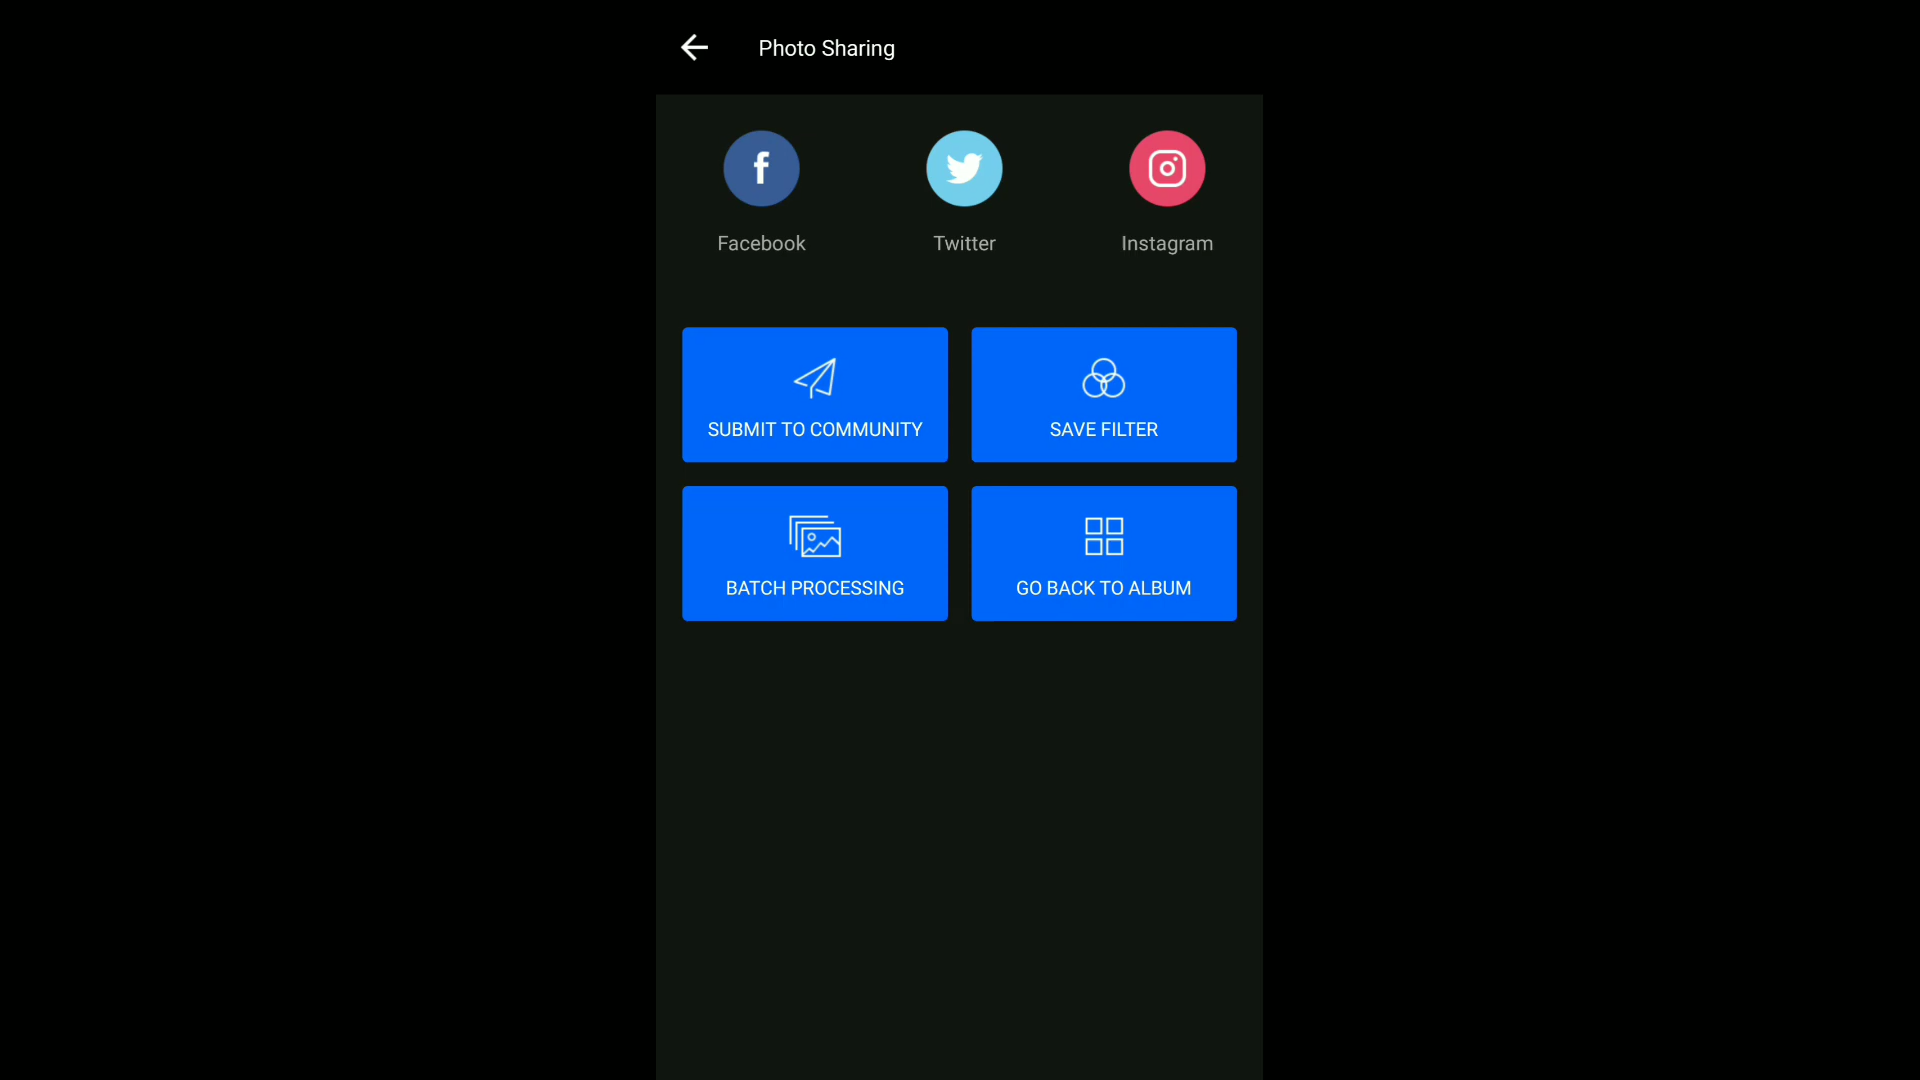 Photo Sharing
Facebook Twitter Instagram
SUBMIT TO COMMUNITY SAVE FILTER
BATCH PROCESSING GO BACK TO ALBUM